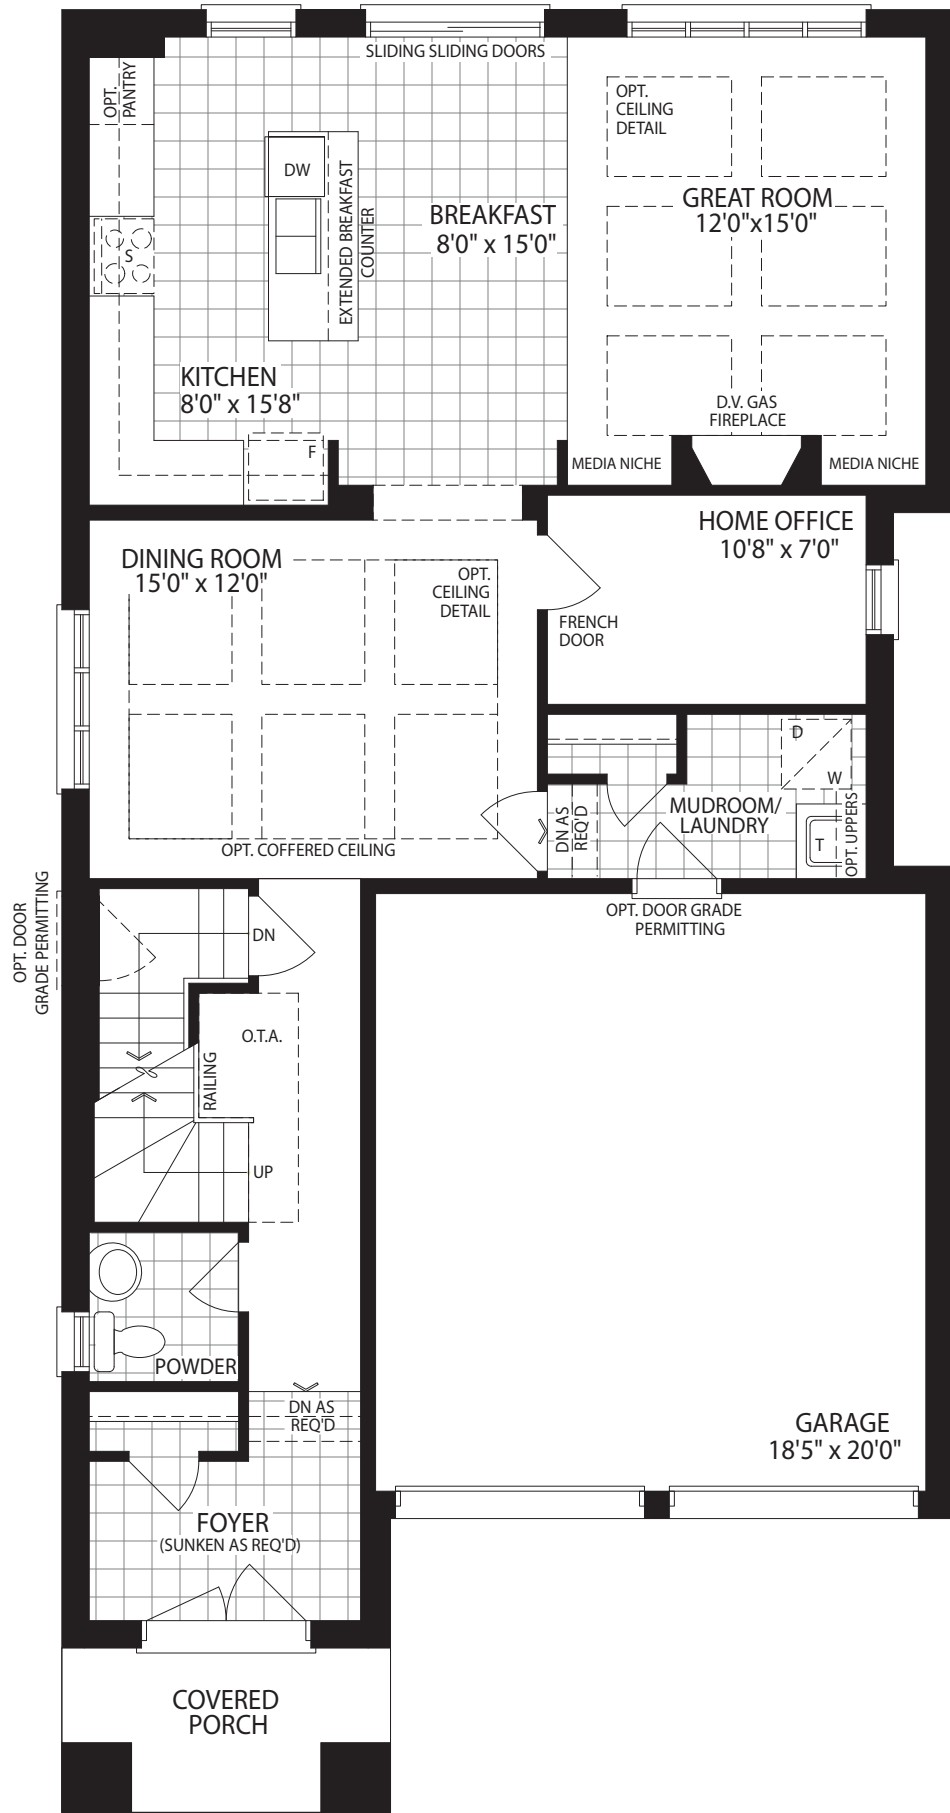 SLIDING SLIDING DOORS
OPT.
PANTRY
OPT.
CEILING
DETAIL
DW
EXTENDED BREAKFAST
COUNTER
BREAKFAST
8'0" x 15'0"
GREAT ROOM
12'0"x15'0"
S
KITCHEN
8'0" x 15'8"
D.V. GAS
FIREPLACE
F
MEDIA NICHE
MEDIA NICHE
DINING ROOM
15'0" x 12'0"
OPT.
CEILING
DETAIL
HOME OFFICE
10'8" x 7'0"
FRENCH
DOOR
D
W
MUDROOM/
LAUNDRY
DN AS
REQ'D
T
OPT. UPPERS
OPT. COFFERED CEILING
OPT. DOOR GRADE
PERMITTING
OPT. DOOR
GRADE PERMITTING
DN
O.T.A.
RAILING
UP
POWDER
DN AS
REQ'D
GARAGE
18'5" x 20'0"
FOYER
(SUNKEN AS REQ'D)
COVERED
PORCH